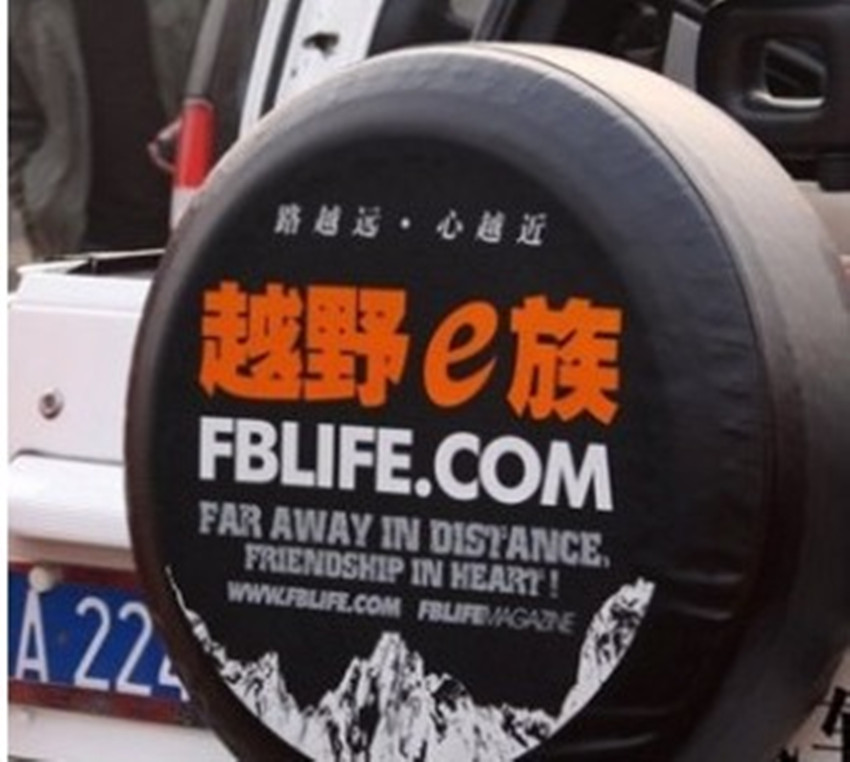 路越远·心越近
越野e族
FBLIFE.COM
FAR AWAY IN DISTANCE,
FRIENDSHIP IN HEART!
WWW.FBLIFE.COM FBLIFEMAGAZINE
A 224